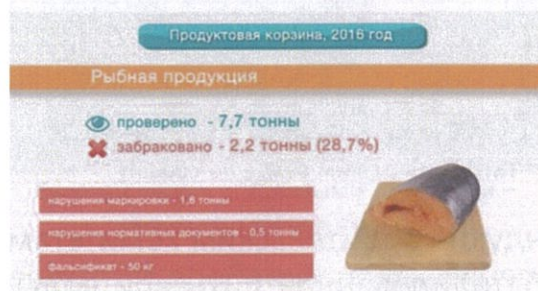 Продуктовая корзина, 2016 год
Рыбная продукция
проверено - 7,7 тонны
забраковано - 2,2 тонны (28,7%)
нарушения маркировки - 1,6 тонны
нарушения нормативных документов - 0,5 тонны
фальсификат - 50 кг